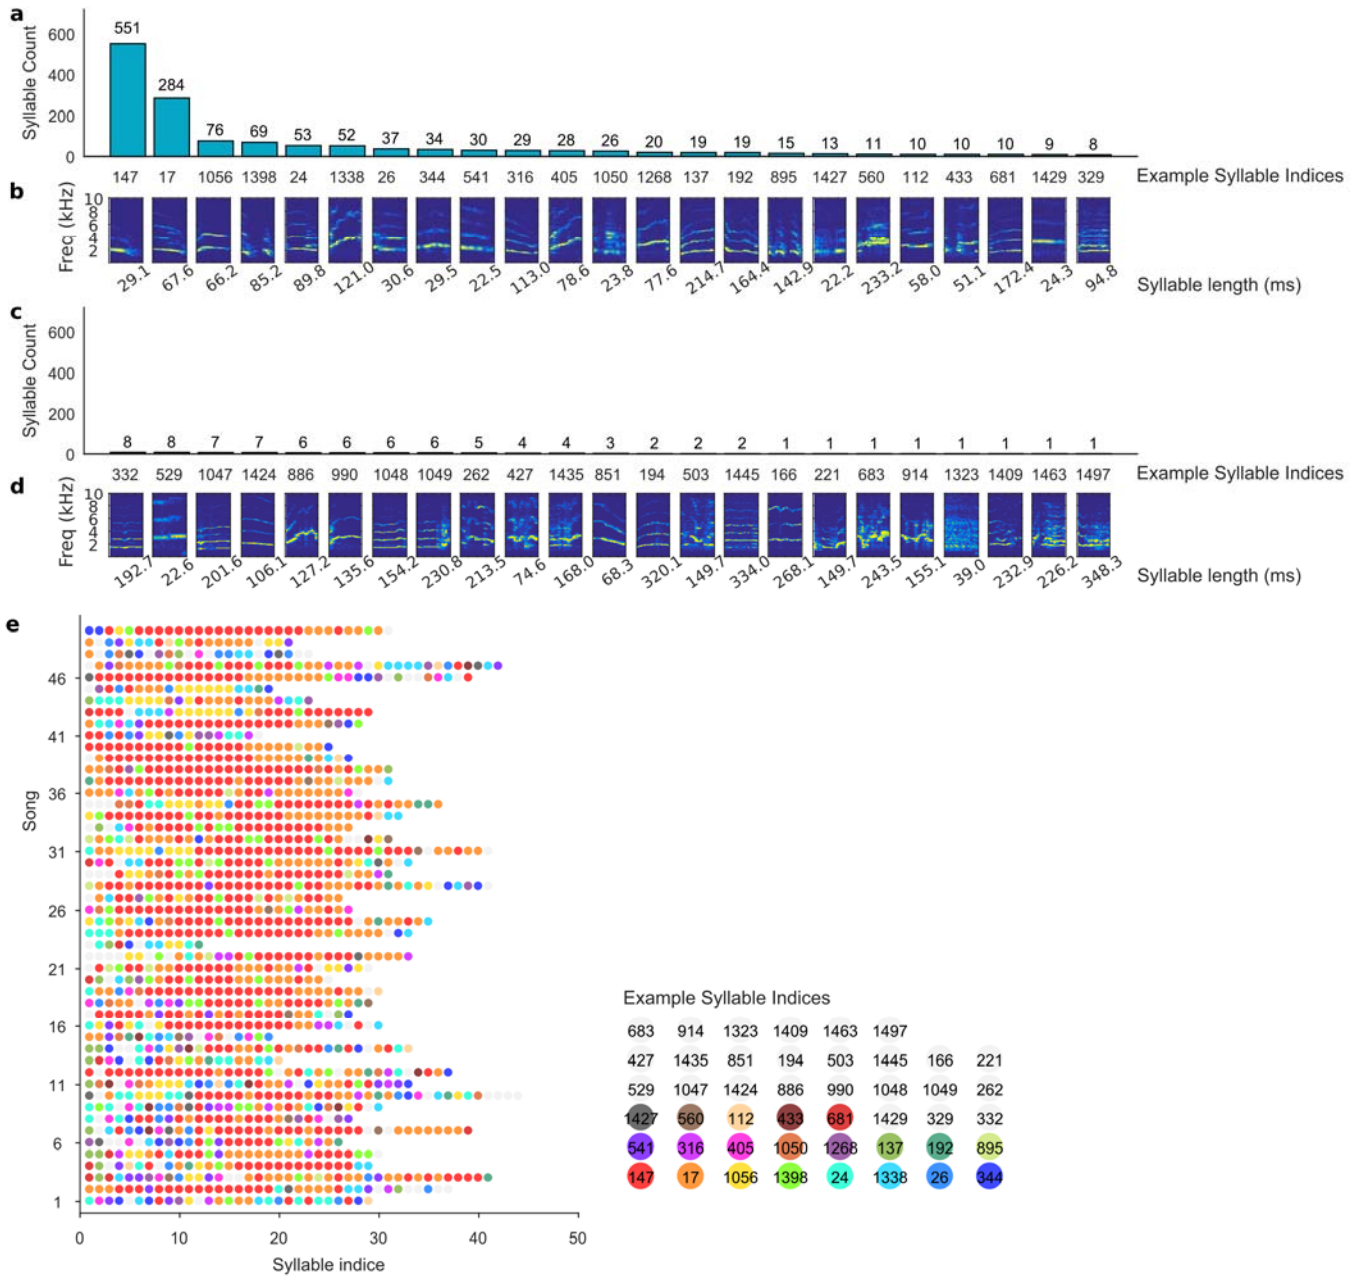 a
Syllable Count
600
400
200
0
551 284 76 69 53 52 37 34 30 29 28 26 20 19 19 15 13 11 10 10 10 9 8
147 17 1056 1398 24 1338 26 344 541 316 405 1050 1268 137 192 895 1427 560 112 433 681 1429 329 Example Syllable Indices
b
Freq (kHz)
10
8
6
4
2
29.1 67.6 66.2 85.2 89.8 121.0 30.6 29.5 22.5 113.0 78.6 23.8 77.6 214.7 164.4 142.9 22.2 233.2 58.0 51.1 172.4 24.3 94.8 Syllable length (ms)
c
Syllable Count
600
400
200
0
8 8 7 7 6 6 6 6 5 4 4 3 2 2 2 1 1 1 1 1 1 1 1
332 529 1047 1424 886 990 1048 1049 262 427 1435 851 194 503 1445 166 221 683 914 1323 1409 1463 1497 Example Syllable Indices
d
Freq (kHz)
10
8
6
4
2
192.7 22.6 201.6 106.1 127.2 135.6 154.2 230.8 213.5 74.6 168.0 68.3 320.1 149.7 334.0 268.1 149.7 243.5 155.1 39.0 232.9 226.2 348.3 Syllable length (ms)
e
Song
46
41
36
31
26
21
16
11
6
1
0 10 20 30 40 50
Syllable indice
Example Syllable Indices
683 914 1323 1409 1463 1497
427 1435 851 194 503 1445 166 221
529 1047 1424 886 990 1048 1049 262
1427 560 112 433 681 1429 329 332
541 316 405 1050 1268 137 192 895
147 17 1056 1398 24 1338 26 344